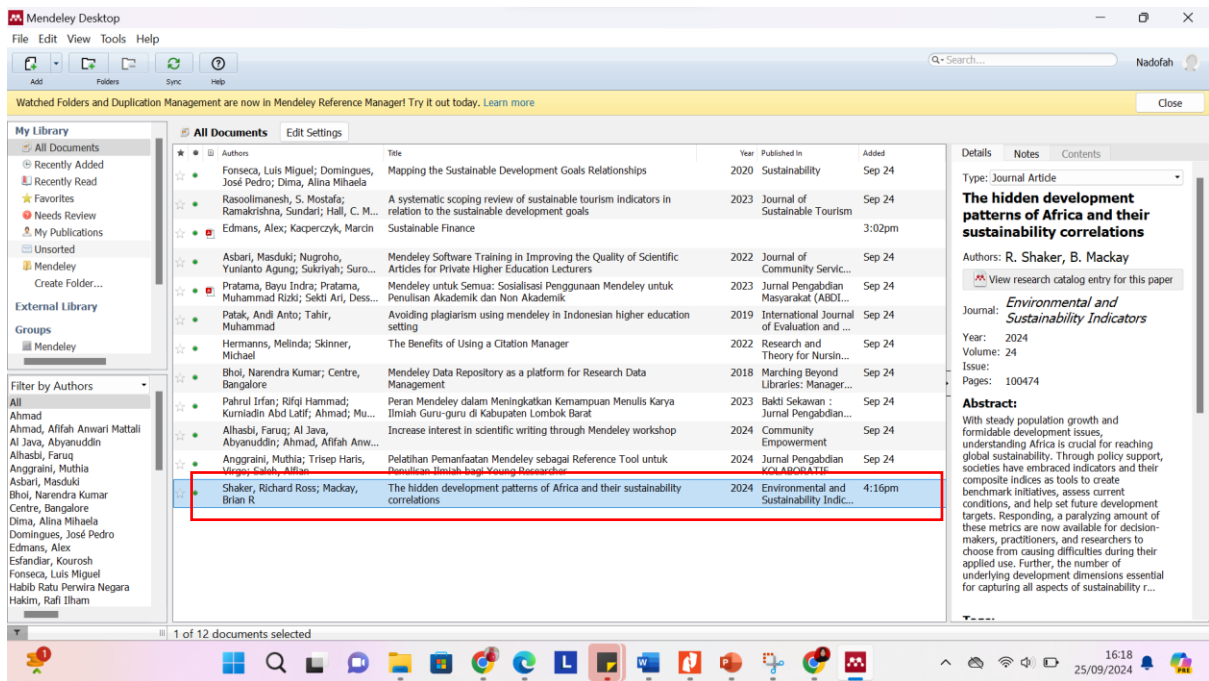 Mendeley Desktop
File Edit View Tools Help
Add Folders Sync Help
Search...
Nadofah
Watched Folders and Duplication Management are now in Mendeley Reference Manager! Try it out today. Learn more
Close
My Library
All Documents
Recently Added
Recently Read
Favorites
Needs Review
My Publications
Unsorted
Mendeley
Create Folder...
External Library
Groups
Mendeley
Filter by Authors
All
Ahmad
Ahmad, Afifah Anwari Mattali
Al Java, Abyanuddin
Alhasbi, Faruq
Anggraini, Muthia
Asbari, Masduki
Bhoi, Narendra Kumar
Centre, Bangalore
Dima, Alina Mihaela
Domingues, José Pedro
Edmans, Alex
Esfandiar, Kourosh
Fonseca, Luis Miguel
Habib Ratu Perwira Negara
Hakim, Rafi Ilham
All Documents Edit Settings
Authors Title Year Published In Added
Fonseca, Luis Miguel; Domingues, Mapping the Sustainable Development Goals Relationships 2020 Sustainability Sep 24
José Pedro; Dima, Alina Mihaela
Rasoolimanesh, S. Mostafa; A systematic scoping review of sustainable tourism indicators in 2023 Journal of Sep 24
Ramakrishna, Sundari; Hall, C. M... relation to the sustainable development goals Sustainable Tourism
Edmans, Alex; Kacperczyk, Marcin Sustainable Finance 3:02pm
Asbari, Masduki; Nugroho, Mendeley Software Training in Improving the Quality of Scientific 2022 Journal of Sep 24
Yunianto Agung; Sukriyah; Suro... Articles for Private Higher Education Lecturers Community Servic...
Pratama, Bayu Indra; Pratama, Mendeley untuk Semua: Sosialisasi Penggunaan Mendeley untuk 2023 Jurnal Pengabdian Sep 24
Muhammad Rizki; Sekti Ari, Dess... Penulisan Akademik dan Non Akademik Masyarakat (ABDI...
Patak, Andi Anto; Tahir, Avoiding plagiarism using mendeley in Indonesian higher education 2019 International Journal Sep 24
Muhammad setting of Evaluation and ...
Hermanns, Melinda; Skinner, The Benefits of Using a Citation Manager 2022 Research and Sep 24
Michael Theory for Nursin...
Bhoi, Narendra Kumar; Centre, Mendeley Data Repository as a platform for Research Data 2018 Marching Beyond Sep 24
Bangalore Management Libraries: Manager...
Pahrul Irfan; Rifqi Hammad; Peran Mendeley dalam Meningkatkan Kemampuan Menulis Karya 2023 Bakti Sekawan : Sep 24
Kurniadin Abd Latif; Ahmad; Mu... Ilmiah Guru-guru di Kabupaten Lombok Barat Jurnal Pengabdian...
Alhasbi, Faruq; Al Java, Increase interest in scientific writing through Mendeley workshop 2024 Community Sep 24
Abyanuddin; Ahmad, Afifah Anw... Empowerment
Anggraini, Muthia; Trisep Haris, Pelatihan Pemanfaatan Mendeley sebagai Reference Tool untuk 2024 Jurnal Pengabdian Sep 24
Virgo; Saleh, Alfian Penulisan Ilmiah bagi Young Researcher KOLABORATIF
Shaker, Richard Ross; Mackay, The hidden development patterns of Africa and their sustainability 2024 Environmental and 4:16pm
Brian R correlations Sustainability Indic...
Details Notes Contents
Type: Journal Article
The hidden development
patterns of Africa and their
sustainability correlations
Authors: R. Shaker, B. Mackay
View research catalog entry for this paper
Journal: Environmental and
Sustainability Indicators
Year: 2024
Volume: 24
Issue:
Pages: 100474
Abstract:
With steady population growth and
formidable development issues,
understanding Africa is crucial for reaching
global sustainability. Through policy support,
societies have embraced indicators and their
composite indices as tools to create
benchmark initiatives, assess current
conditions, and help set future development
targets. Responding, a paralyzing amount of
these metrics are now available for decision-
makers, practitioners, and researchers to
choose from causing difficulties during their
applied use. Further, the number of
underlying development dimensions essential
for capturing all aspects of sustainability r...
1 of 12 documents selected
16:18
25/09/2024